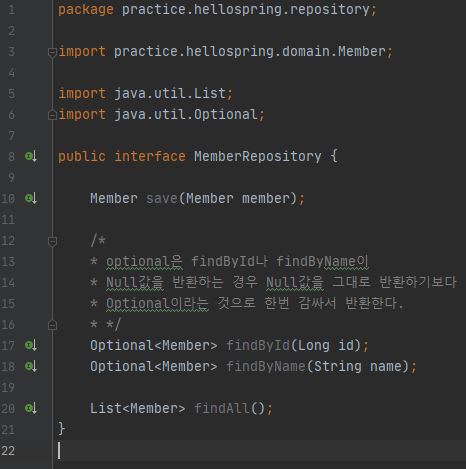 1 package practice.hellospring.repository;
2
3 import practice.hellospring.domain.Member;
4
5 import java.util.List;
6 import java.util.Optional;
7
8 public interface MemberRepository {
9
10 Member save(Member member);
11
12 /*
13 * optional은 findById나 findByName이
14 * Null값을 반환하는 경우 Null값을 그대로 반환하기보다
15 * Optional이라는 것으로 한번 감싸서 반환한다.
16 * */
17 Optional<Member> findById(Long id);
18 Optional<Member> findByName(String name);
19
20 List<Member> findAll();
21 }
22